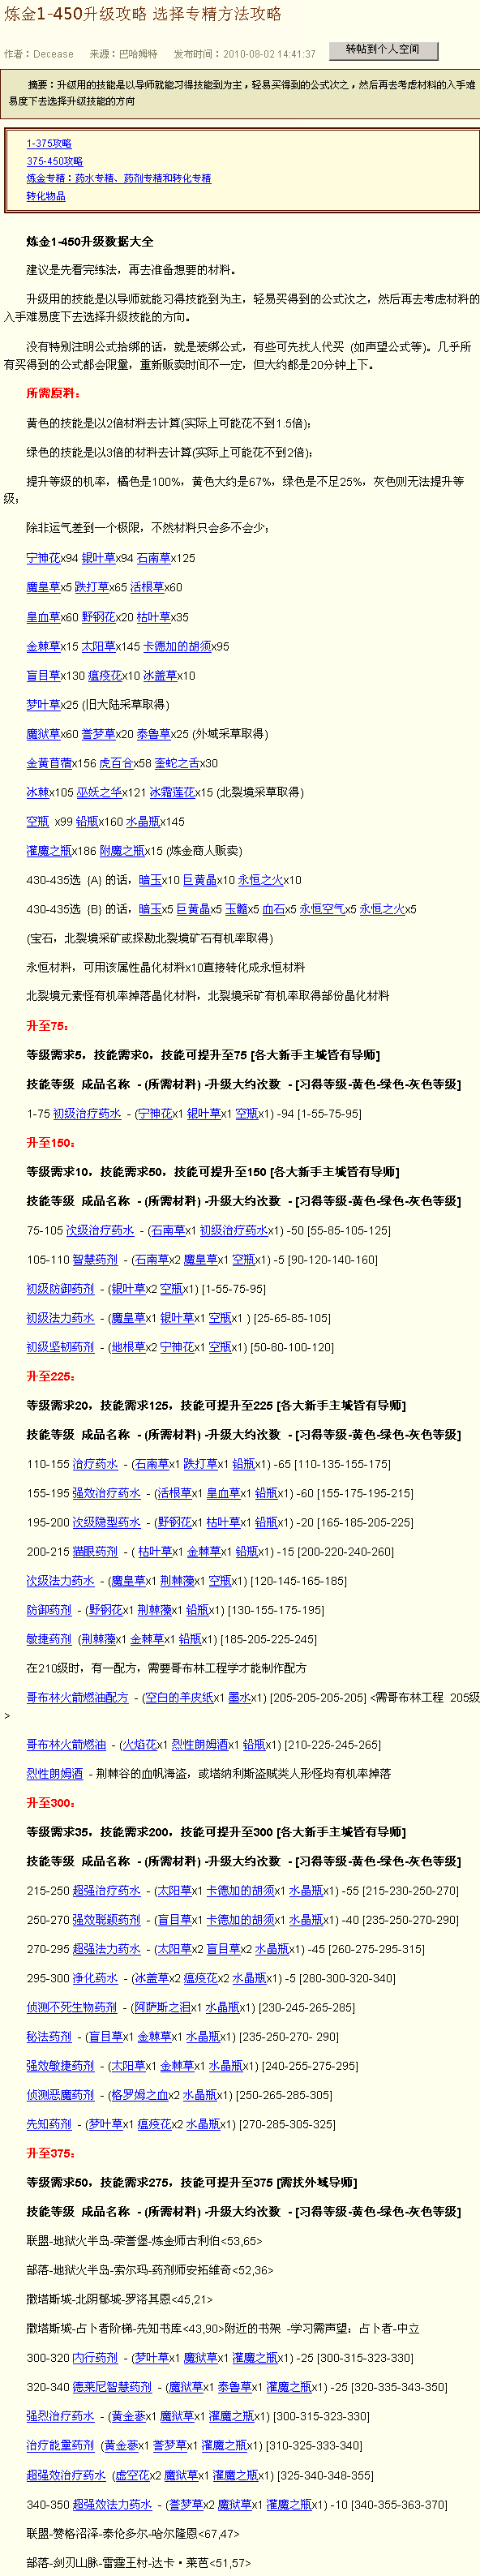 炼金1-450升级攻略 选择专精方法攻略
作者：Decease 来源：巴哈姆特 发布时间：2010-08-02 14:41:37 转帖到个人空间
摘要：升级用的技能是以导师就能习得技能到为主，轻易买得到的公式次之，然后再去考虑材料的入手难
易度下去选择升级技能的方向
1-375攻略
375-450攻略
炼金专精：药水专精、药剂专精和转化专精
转化物品
炼金1-450升级数据大全
建议是先看完练法，再去准备想要的材料。
升级用的技能是以导师就能习得技能到为主，轻易买得到的公式次之，然后再去考虑材料的
入手难易度下去选择升级技能的方向。
没有特别注明公式拾绑的话，就是装绑公式，有些可先找人代买 (如声望公式等)。几乎所
有买得到的公式都会限量，重新贩卖时间不一定，但大约都是20分钟上下。
所需原料：
黄色的技能是以2倍材料去计算(实际上可能花不到1.5倍)；
绿色的技能是以3倍的材料去计算(实际上可能花不到2倍)；
提升等级的机率，橘色是100%，黄色大约是67%，绿色是不足25%，灰色则无法提升等
级；
除非运气差到一个极限，不然材料只会多不会少；
宁神花x94 银叶草x94 石南草x125
魔皇草x5 跌打草x65 活根草x60
皇血草x60 野钢花x20 枯叶草x35
金棘草x15 太阳草x145 卡德加的胡须x95
盲目草x130 瘟疫花x10 冰盖草x10
梦叶草x25 (旧大陆采草取得)
魔狱草x60 誉梦草x20 泰鲁草x25 (外域采草取得)
金黄苜蓿x156 虎百合x58 奎蛇之舌x30
冰棘x105 巫妖之华x121 冰霜莲花x15 (北裂境采草取得)
空瓶 x99 铅瓶x160 水晶瓶x145
灌魔之瓶x186 附魔之瓶x15 (炼金商人贩卖)
430-435选 {A} 的话，暗玉x10 巨黄晶x10 永恒之火x10
430-435选 {B} 的话，暗玉x5 巨黄晶x5 玉髓x5 血石x5 永恒空气x5 永恒之火x5
(宝石，北裂境采矿或探勘北裂境矿石有机率取得)
永恒材料，可用该属性晶化材料x10直接转化成永恒材料
北裂境元素怪有机率掉落晶化材料，北裂境采矿有机率取得部份晶化材料
升至75：
等级需求5，技能需求0，技能可提升至75 [各大新手主城皆有导师]
技能等级 成品名称 - (所需材料) -升级大约次数 - [习得等级-黄色-绿色-灰色等级]
1-75 初级治疗药水 - (宁神花x1 银叶草x1 空瓶x1) -94 [1-55-75-95]
升至150：
等级需求10，技能需求50，技能可提升至150 [各大新手主城皆有导师]
技能等级 成品名称 - (所需材料) -升级大约次数 - [习得等级-黄色-绿色-灰色等级]
75-105 次级治疗药水 - (石南草x1 初级治疗药水x1) -50 [55-85-105-125]
105-110 智慧药剂 - (石南草x2 魔皇草x1 空瓶x1) -5 [90-120-140-160]
初级防御药剂 - (银叶草x2 空瓶x1) [1-55-75-95]
初级法力药水 - (魔皇草x1 银叶草x1 空瓶x1 ) [25-65-85-105]
初级坚韧药剂 - (地根草x2 宁神花x1 空瓶x1) [50-80-100-120]
升至225：
等级需求20，技能需求125，技能可提升至225 [各大新手主城皆有导师]
技能等级 成品名称 - (所需材料) -升级大约次数 - [习得等级-黄色-绿色-灰色等级]
110-155 治疗药水 - (石南草x1 跌打草x1 铅瓶x1) -65 [110-135-155-175]
155-195 强效治疗药水 - (活根草x1 皇血草x1 铅瓶x1) -60 [155-175-195-215]
195-200 次级隐型药水 - (野钢花x1 枯叶草x1 铅瓶x1) -20 [165-185-205-225]
200-215 猫眼药剂 - ( 枯叶草x1 金棘草x1 铅瓶x1) -15 [200-220-240-260]
次级法力药水 - (魔皇草x1 荆棘藻x1 空瓶x1) [120-145-165-185]
防御药剂 - (野钢花x1 荆棘藻x1 铅瓶x1) [130-155-175-195]
敏捷药剂 (荆棘藻x1 金棘草x1 铅瓶x1) [185-205-225-245]
在210级时，有一配方，需要哥布林工程学才能制作配方
哥布林火箭燃油配方 - (空白的羊皮纸x1 墨水x1) [205-205-205-205] <需哥布林工程 205级
>
哥布林火箭燃油 - (火焰花x1 烈性朗姆酒x1 铅瓶x1) [210-225-245-265]
烈性朗姆酒 - 荆棘谷的血帆海盗，或塔纳利斯盗贼类人形怪均有机率掉落
升至300：
等级需求35，技能需求200，技能可提升至300 [各大新手主城皆有导师]
技能等级 成品名称 - (所需材料) -升级大约次数 - [习得等级-黄色-绿色-灰色等级]
215-250 超强治疗药水 - (太阳草x1 卡德加的胡须x1 水晶瓶x1) -55 [215-230-250-270]
250-270 强效聪颖药剂 - (盲目草x1 卡德加的胡须x1 水晶瓶x1) -40 [235-250-270-290]
270-295 超强法力药水 - (太阳草x2 盲目草x2 水晶瓶x1) -45 [260-275-295-315]
295-300 净化药水 - (冰盖草x2 瘟疫花x2 水晶瓶x1) -5 [280-300-320-340]
侦测不死生物药剂 - (阿萨斯之泪x1 水晶瓶x1) [230-245-265-285]
秘法药剂 - (盲目草x1 金棘草x1 水晶瓶x1) [235-250-270- 290]
强效敏捷药剂 - (太阳草x1 金棘草x1 水晶瓶x1) [240-255-275-295]
侦测恶魔药剂 - (格罗姆之血x2 水晶瓶x1) [250-265-285-305]
先知药剂 - (梦叶草x1 瘟疫花x2 水晶瓶x1) [270-285-305-325]
升至375：
等级需求50，技能需求275，技能可提升至375 [需找外域导师]
技能等级 成品名称 - (所需材料) -升级大约次数 - [习得等级-黄色-绿色-灰色等级]
联盟-地狱火半岛-荣誉堡-炼金师古利伯<53,65>
部落-地狱火半岛-索尔玛-药剂师安拓维奇<52,36>
撒塔斯城-北阴郁城-罗洛其恩<45,21>
撒塔斯城-占卜者阶梯-先知书库<43,90>附近的书架 -学习需声望：占卜者-中立
300-320 内行药剂 - (梦叶草x1 魔狱草x1 灌魔之瓶x1) -25 [300-315-323-330]
320-340 德莱尼智慧药剂 - (魔狱草x1 泰鲁草x1 灌魔之瓶x1) -25 [320-335-343-350]
强烈治疗药水 - (黄金蔘x1 魔狱草x1 灌魔之瓶x1) [300-315-323-330]
治疗能量药剂 (黄金蔘x1 誉梦草x1 灌魔之瓶x1) [310-325-333-340]
超强效治疗药水 (虚空花x2 魔狱草x1 灌魔之瓶x1) [325-340-348-355]
340-350 超强效法力药水 - (誉梦草x2 魔狱草x1 灌魔之瓶x1) -10 [340-355-363-370]
联盟-赞格沼泽-泰伦多尔-哈尔隆恩<67,47>
部落-剑刃山脉-雷霆王村-达卡·莱芭<51,57>